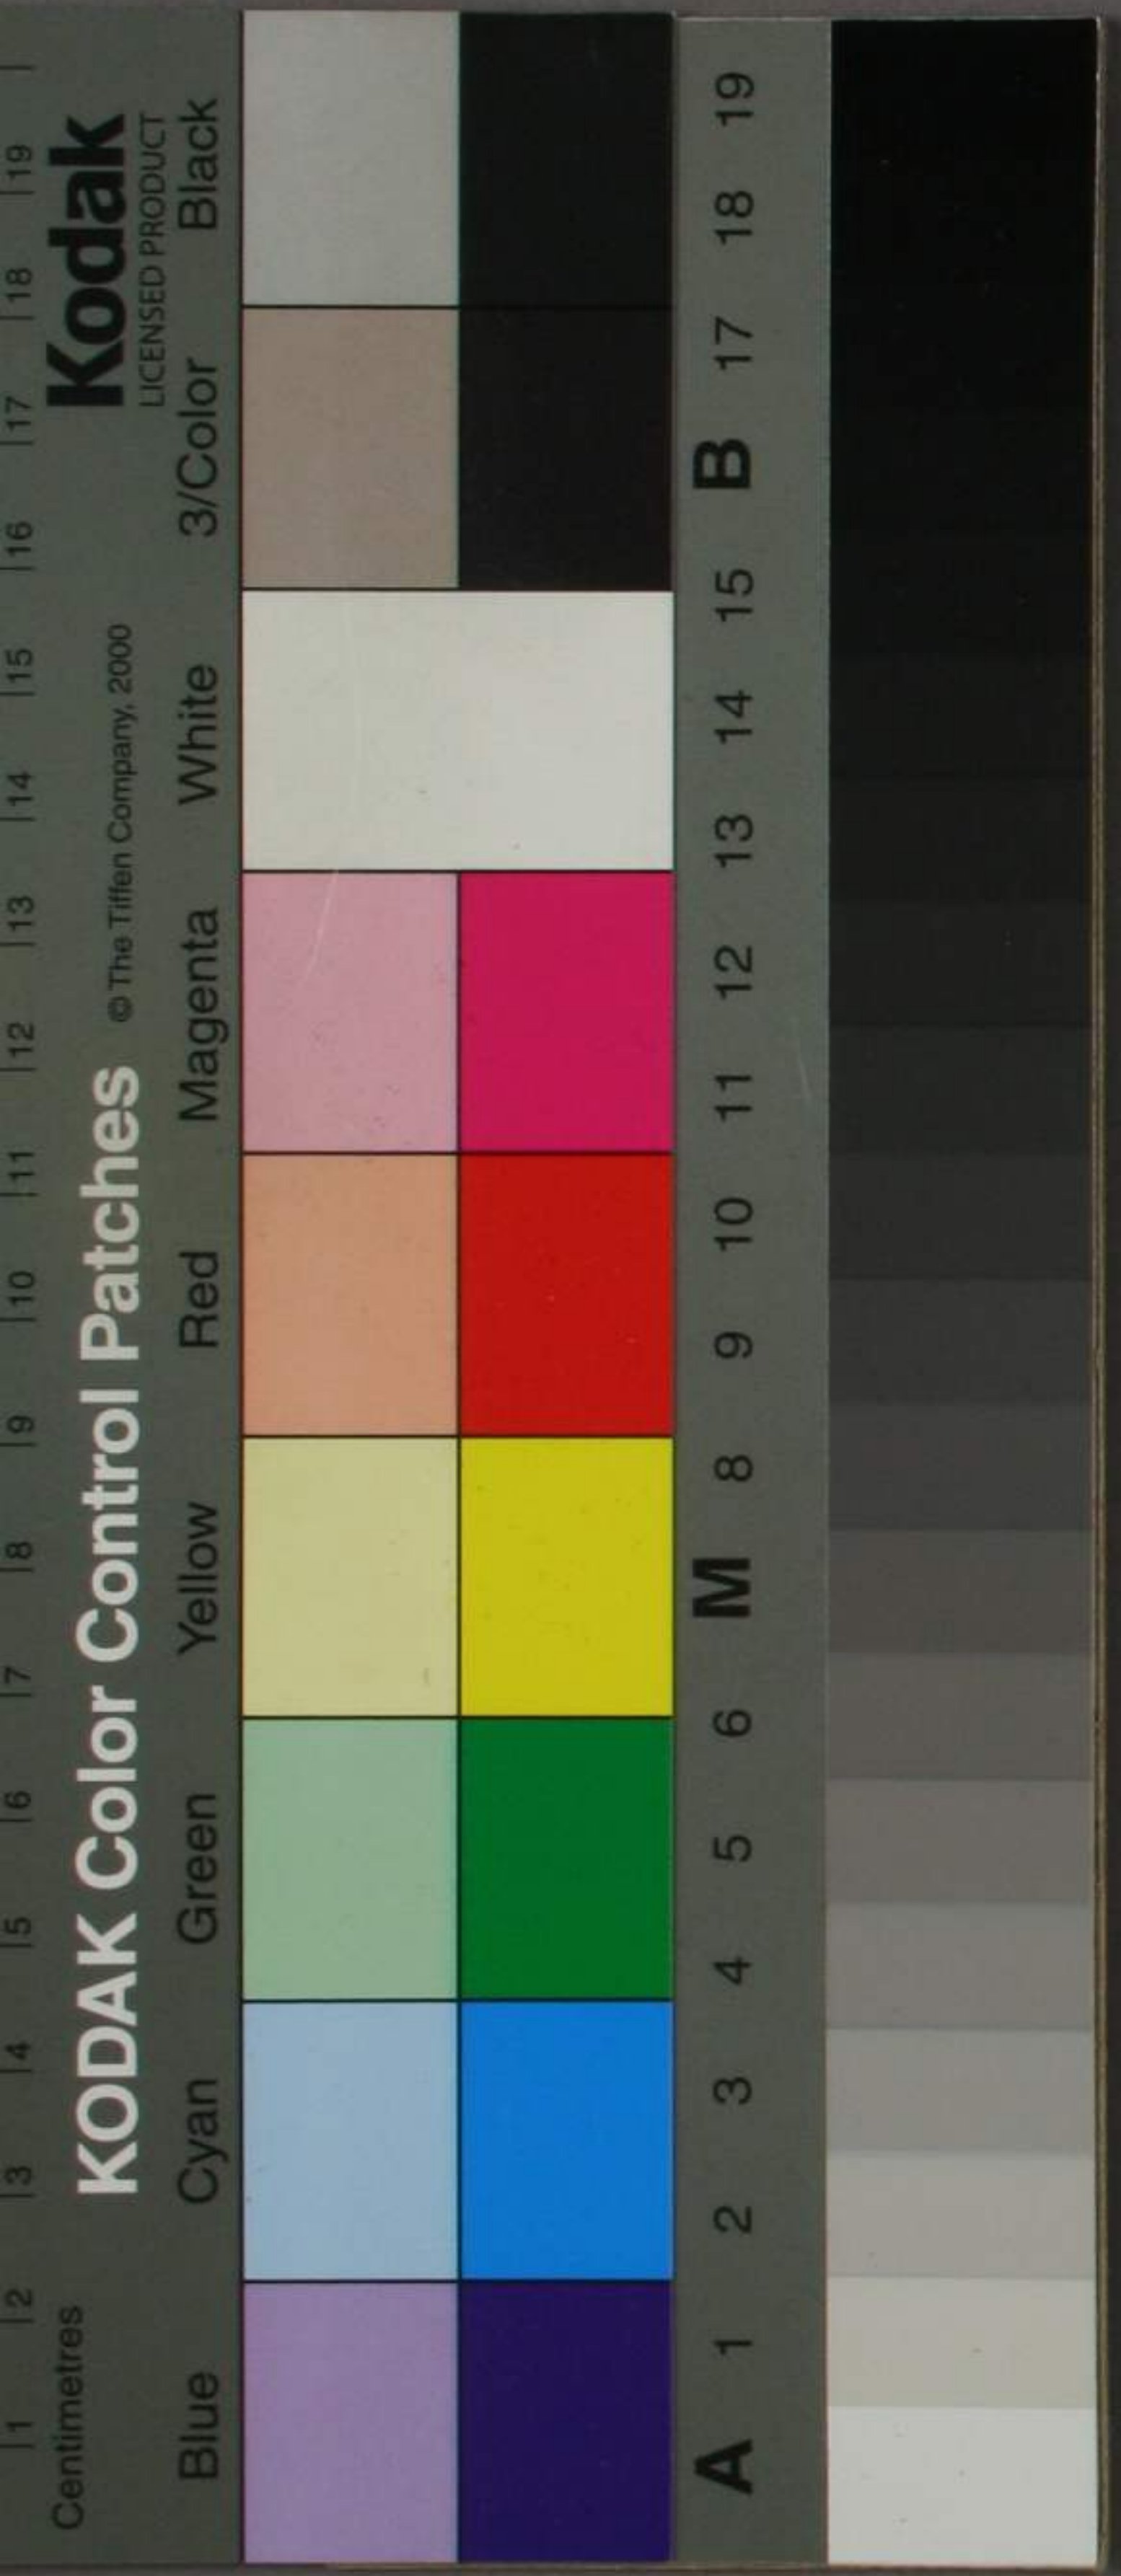 Centimetres
1 2 3 4 5 6 7 8 9 10 11 12 13 14 15 16 17 18 19
KODAK Color Control Patches © The Tiffen Company, 2000 Kodak
LICENSED PRODUCT
Blue Cyan Green Yellow Red Magenta White 3/Color Black
A 1 2 3 4 5 6 M 8 9 10 11 12 13 14 15 B 17 18 19